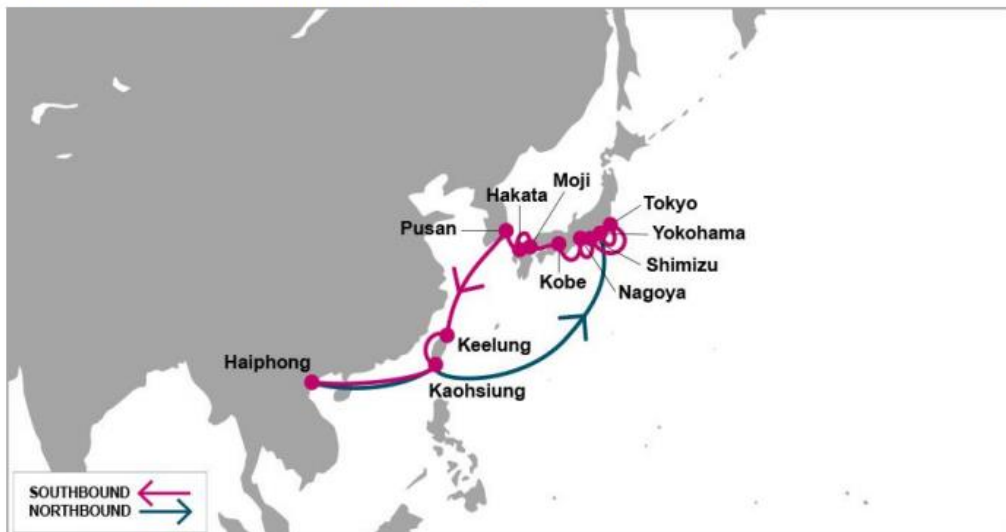 Moji
Hakata
Tokyo
Pusan
Yokohama
Shimizu
Kobe
Nagoya
Keelung
Haiphong
Kaohsiung
SOUTHBOUND
NORTHBOUND